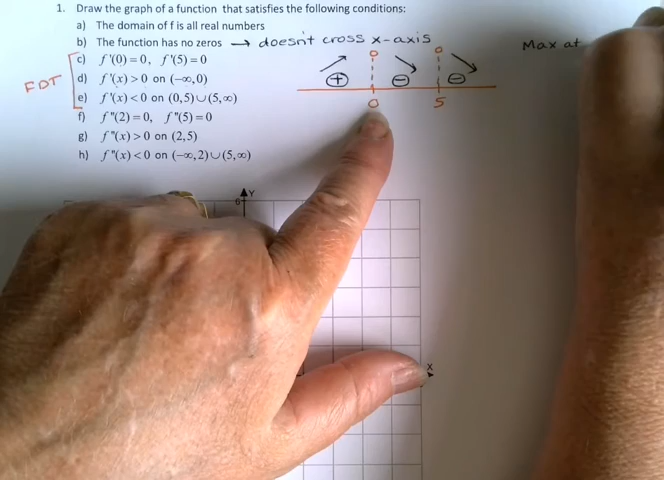 1. Draw the graph of a function that satisfies the following conditions:
a) The domain of f is all real numbers
b) The function has no zeros → doesn't cross x-axis
Max at
c) f'(0) = 0, f'(5) = 0
d) f'(x) > 0 on (−∞,0)
e) f'(x) < 0 on (0,5)∪(5,∞)
FDT
0 0
+ − −
0 5
f) f"(2) = 0, f"(5) = 0
g) f"(x) > 0 on (2,5)
h) f"(x) < 0 on (−∞,2)∪(5,∞)
6 Y
X